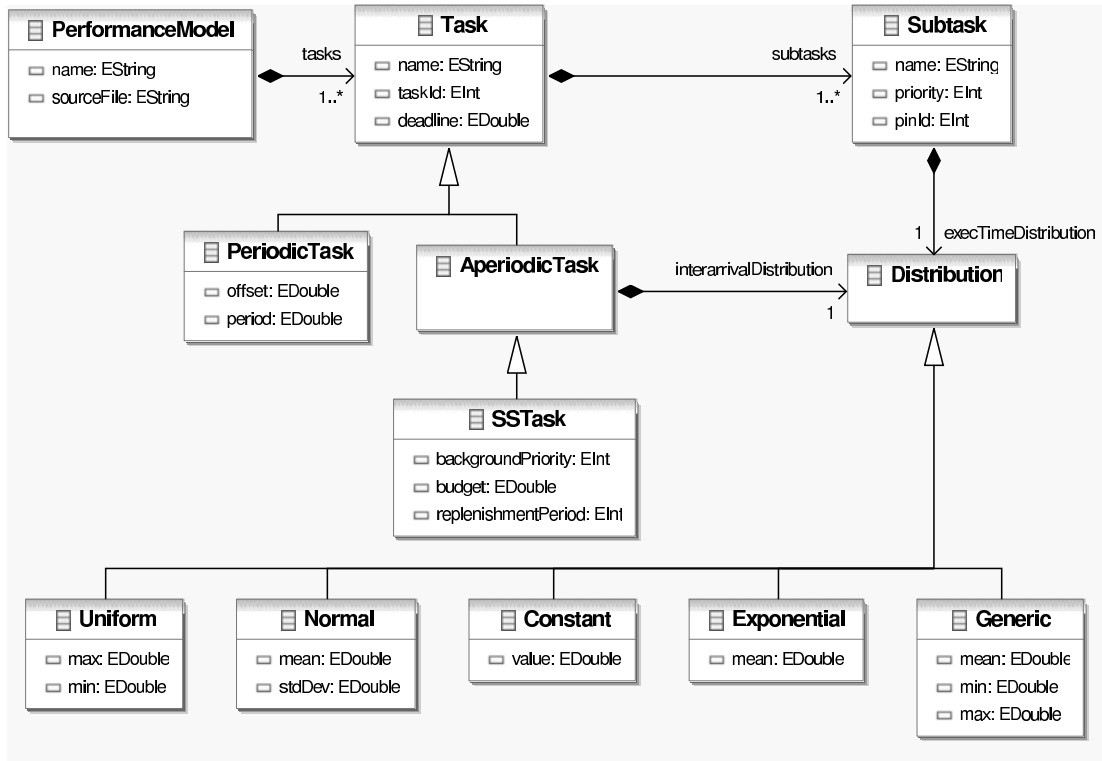 PerformanceModel
name: EString
sourceFile: EString
tasks
1..*
Task
name: EString
taskId: EInt
deadline: EDouble
subtasks
1..*
Subtask
name: EString
priority: EInt
pinId: EInt
1 execTimeDistribution
PeriodicTask
offset: EDouble
period: EDouble
AperiodicTask
interarrivalDistribution
1
Distribution
SSTask
backgroundPriority: EInt
budget: EDouble
replenishmentPeriod: EInt
Uniform
max: EDouble
min: EDouble
Normal
mean: EDouble
stdDev: EDouble
Constant
value: EDouble
Exponential
mean: EDouble
Generic
mean: EDouble
min: EDouble
max: EDouble